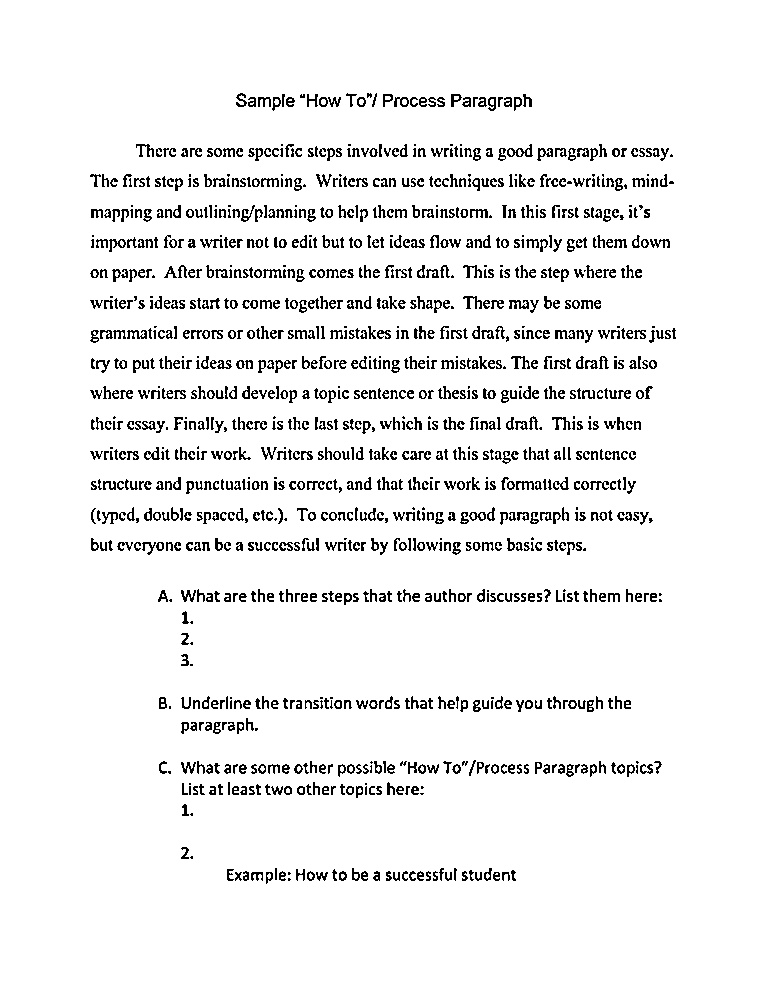 Sample “How To”/ Process Paragraph
There are some specific steps involved in writing a good paragraph or essay.
The first step is brainstorming. Writers can use techniques like free-writing, mind-
mapping and outlining/planning to help them brainstorm. In this first stage, it’s
important for a writer not to edit but to let ideas flow and to simply get them down
on paper. After brainstorming comes the first draft. This is the step where the
writer’s ideas start to come together and take shape. There may be some
grammatical errors or other small mistakes in the first draft, since many writers just
try to put their ideas on paper before editing their mistakes. The first draft is also
where writers should develop a topic sentence or thesis to guide the structure of
their essay. Finally, there is the last step, which is the final draft. This is when
writers edit their work. Writers should take care at this stage that all sentence
structure and punctuation is correct, and that their work is formatted correctly
(typed, double spaced, etc.). To conclude, writing a good paragraph is not easy,
but everyone can be a successful writer by following some basic steps.
A. What are the three steps that the author discusses? List them here:
1.
2.
3.
B. Underline the transition words that help guide you through the
paragraph.
C. What are some other possible “How To”/Process Paragraph topics?
List at least two other topics here:
1.
2.
Example: How to be a successful student